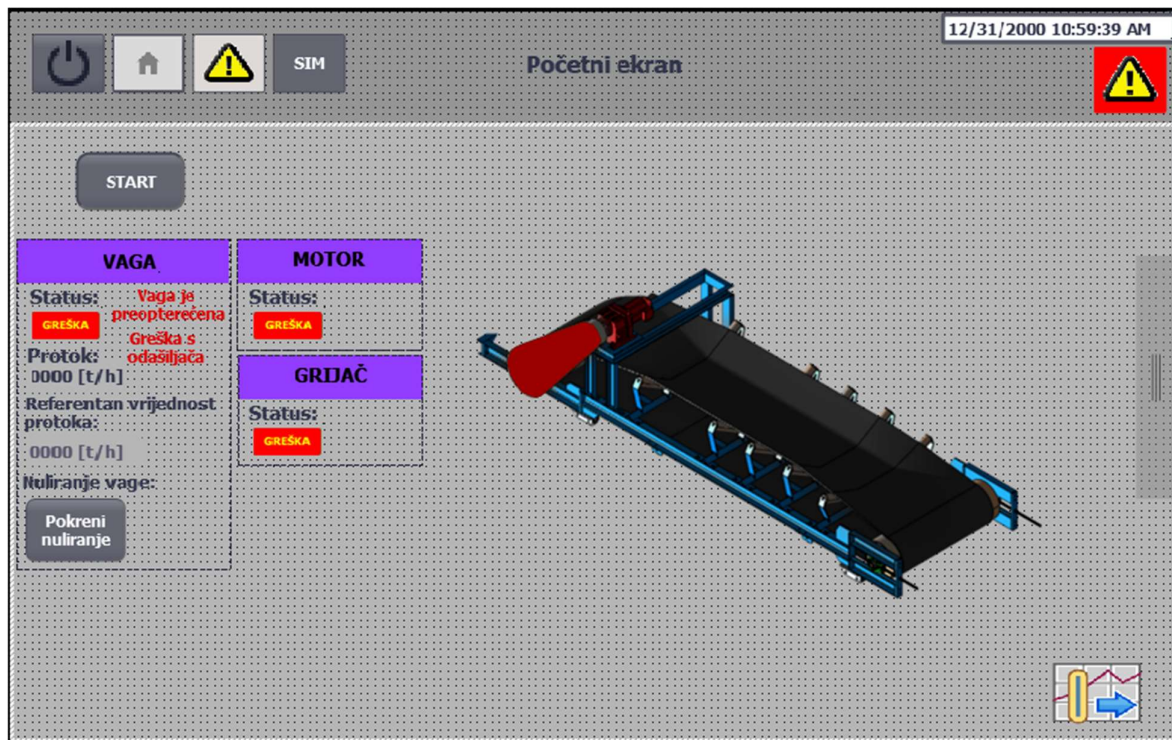 12/31/2000 10:59:39 AM
SIM
Početni ekran
START
VAGA
Status:
Vaga je
preopterećena
GREŠKA
Greška s
odašiljača
Protok:
0000 [t/h]
Referentan vrijednost
protoka:
0000 [t/h]
Nuliranje vage:
Pokreni
nuliranje
MOTOR
Status:
GREŠKA
GRIJAČ
Status:
GREŠKA